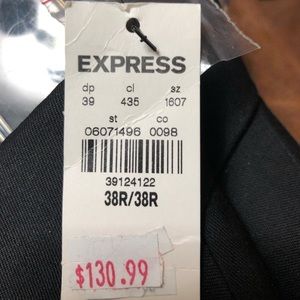 EXPRESS
dp cl sz
39 435 1607
st co
06071496 0098
39124122
38R/38R
$130.99